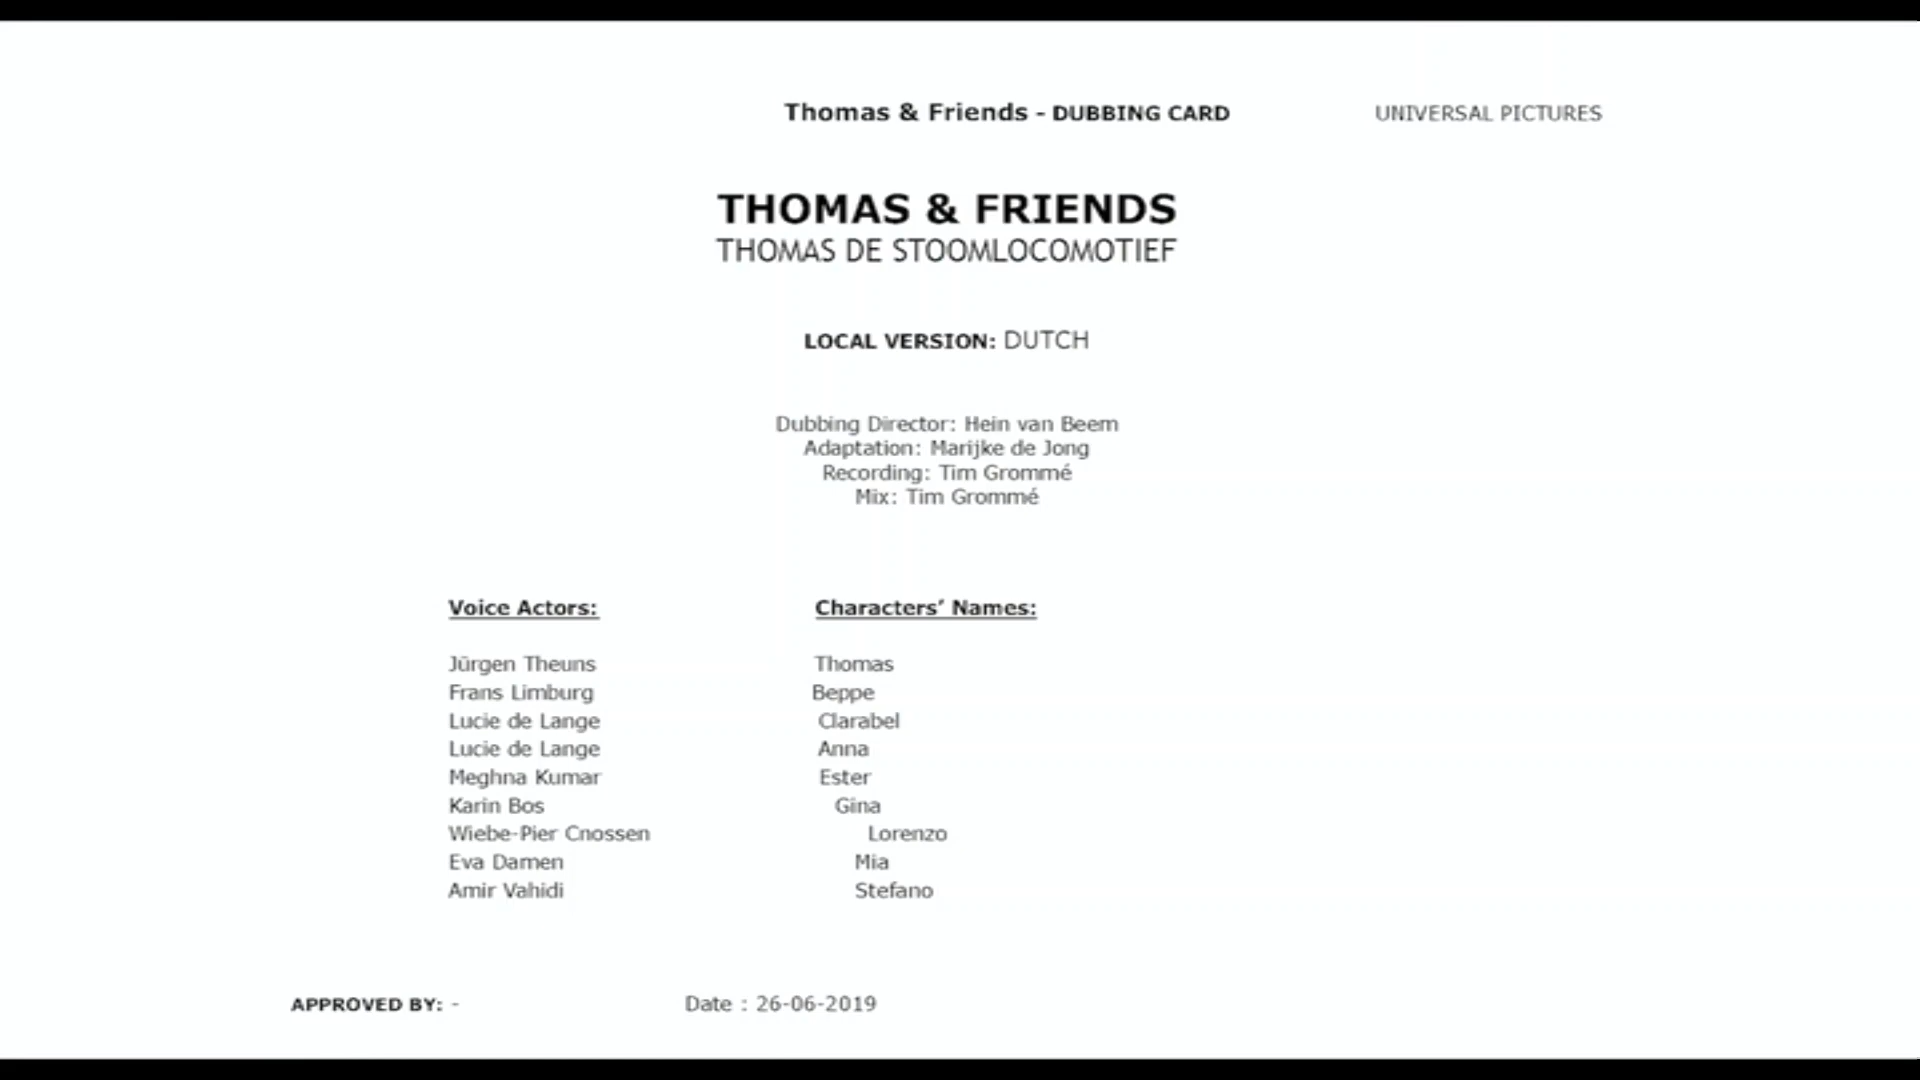 Thomas & Friends - DUBBING CARD UNIVERSAL PICTURES
THOMAS & FRIENDS
THOMAS DE STOOMLOCOMOTIEF
LOCAL VERSION: DUTCH
Dubbing Director: Hein van Beem
Adaptation: Marijke de Jong
Recording: Tim Grommé
Mix: Tim Grommé
Voice Actors: Characters’ Names:
Jürgen Theuns Thomas
Frans Limburg Beppe
Lucie de Lange Clarabel
Lucie de Lange Anna
Meghna Kumar Ester
Karin Bos Gina
Wiebe-Pier Cnossen Lorenzo
Eva Damen Mia
Amir Vahidi Stefano
APPROVED BY: - Date : 26-06-2019